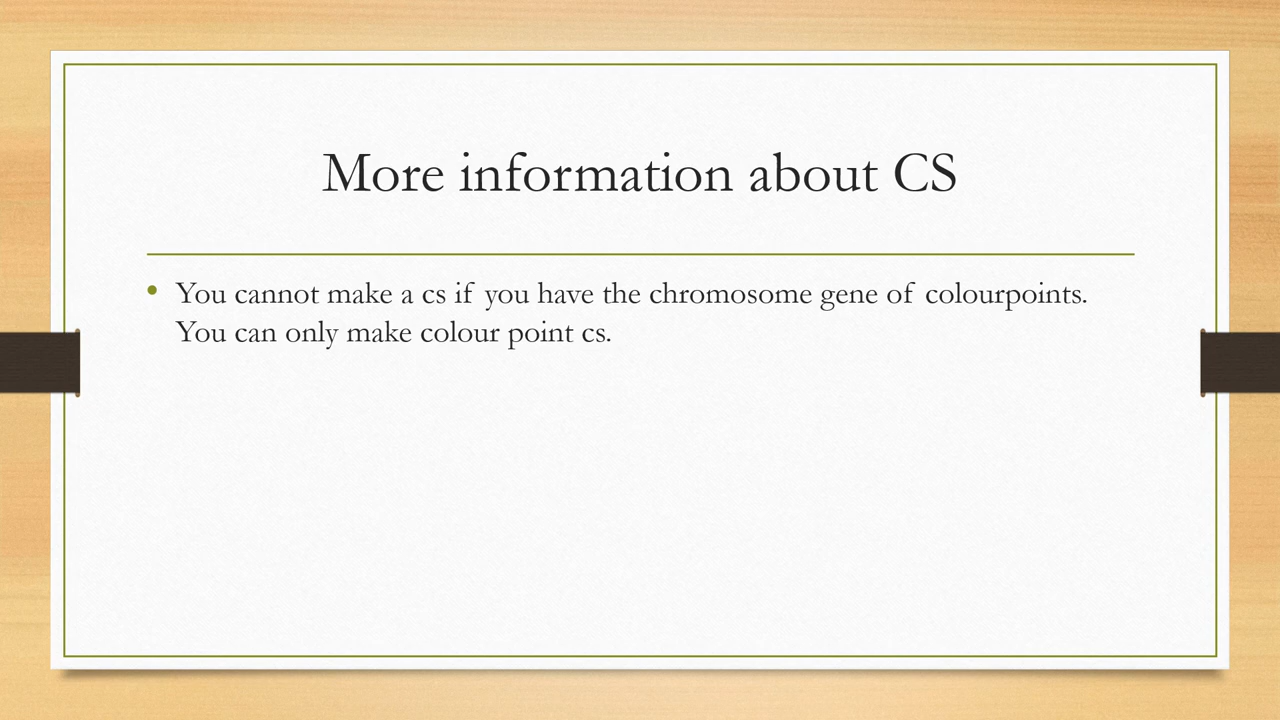 More information about CS
• You cannot make a cs if you have the chromosome gene of colourpoints.
You can only make colour point cs.